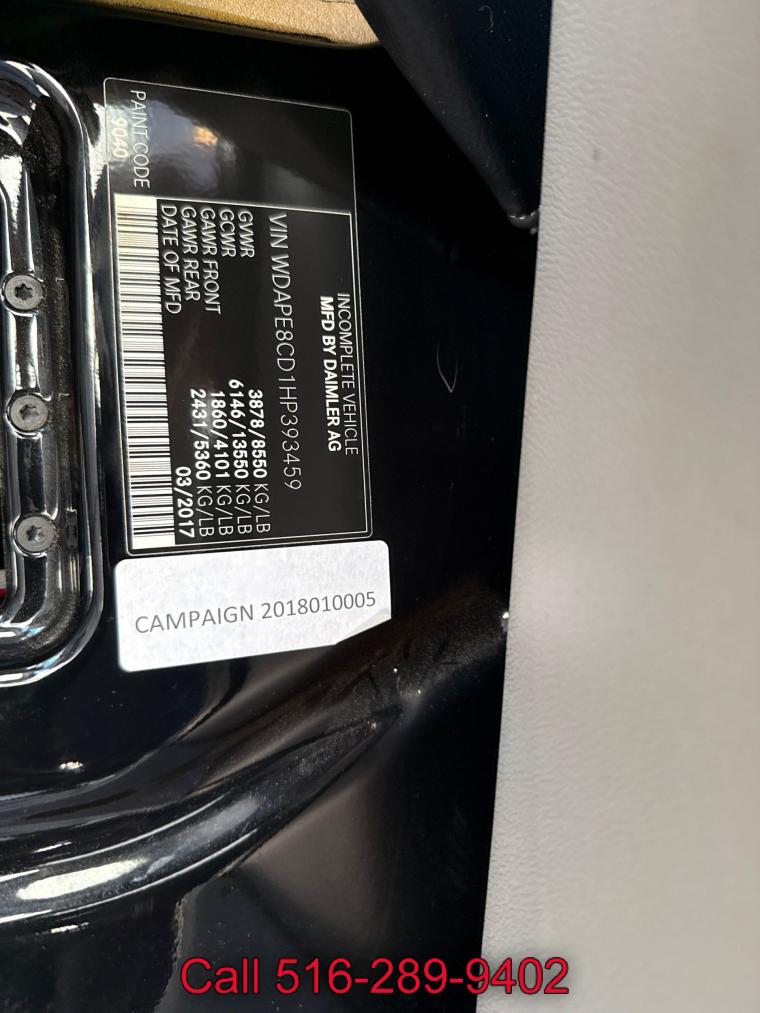 INCOMPLETE VEHICLE
MFD BY DAIMLER AG
VIN WDAPE8CD1HP393459
GVWR 3878/8550 KG/LB
GCWR 6146/13550 KG/LB
GAWR FRONT 1860/4101 KG/LB
GAWR REAR 2431/5360 KG/LB
DATE OF MFD 03/2017
PAINT CODE
9040
CAMPAIGN 2018010005
Call 516-289-9402